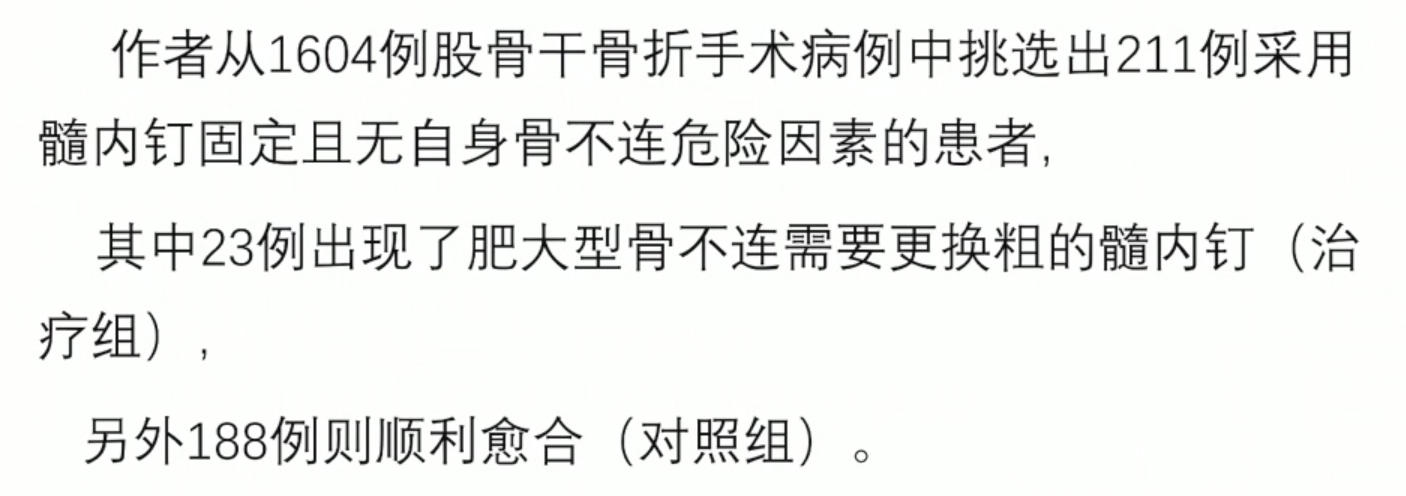 作者从1604例股骨干骨折手术病例中挑选出211例采用
髓内钉固定且无自身骨不连危险因素的患者,
其中23例出现了肥大型骨不连需要更换粗的髓内钉（治
疗组）,
另外188例则顺利愈合（对照组）。